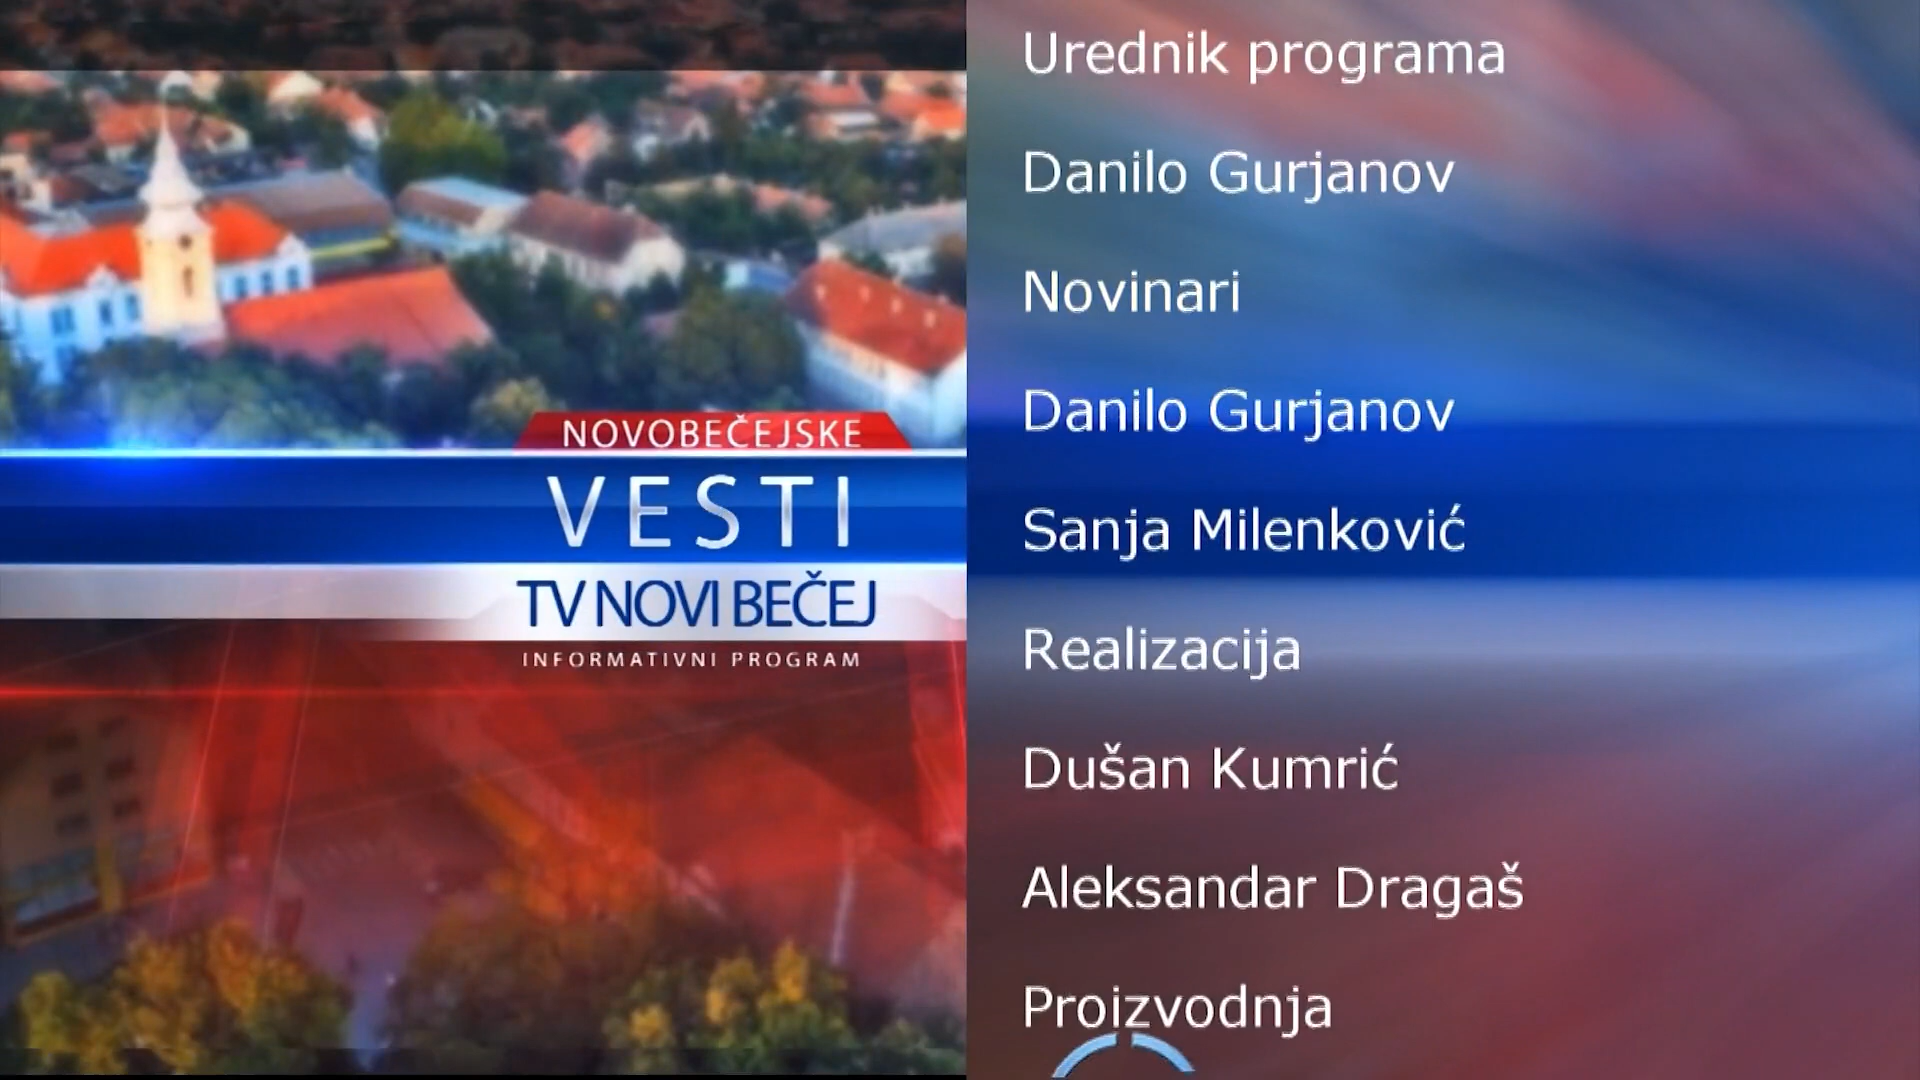 NOVOBEČEJSKE
VESTI
TV NOVI BEČEJ
INFORMATIVNI PROGRAM
Urednik programa
Danilo Gurjanov
Novinari
Danilo Gurjanov
Sanja Milenković
Realizacija
Dušan Kumrić
Aleksandar Dragaš
Proizvodnja